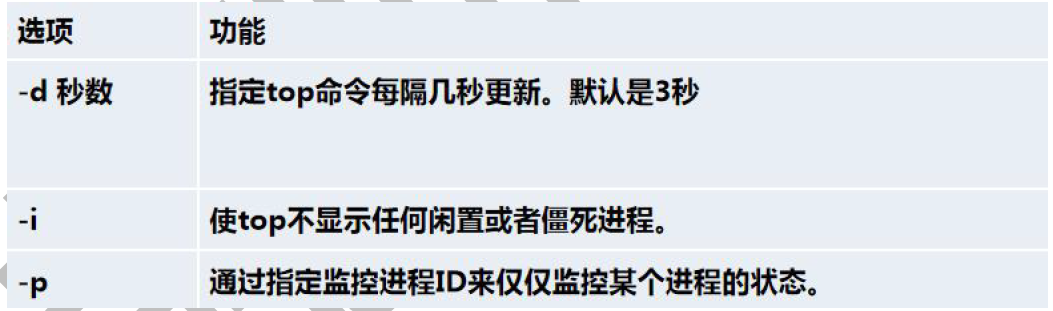 选项 功能
-d 秒数 指定top命令每隔几秒更新。默认是3秒
-i 使top不显示任何闲置或者僵死进程。
-p 通过指定监控进程ID来仅仅监控某个进程的状态。